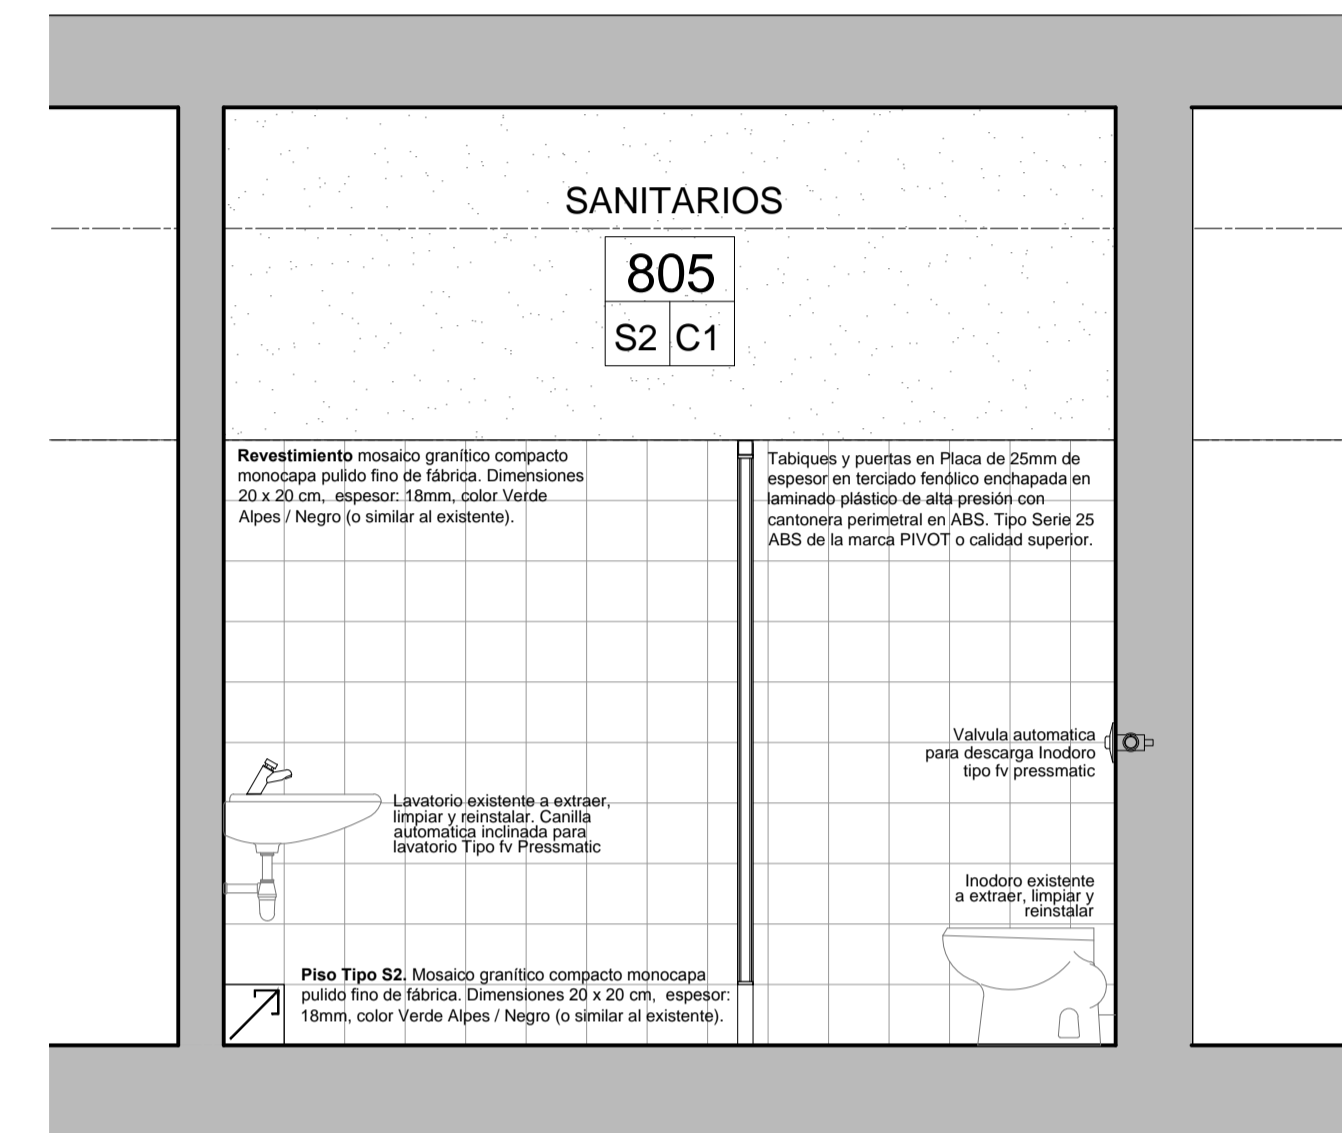 SANITARIOS
805
S2 C1
Revestimiento mosaico granítico compacto
monocapa pulido fino de fábrica. Dimensiones
20 x 20 cm, espesor: 18mm, color Verde
Alpes / Negro (o similar al existente).
Tabiques y puertas en Placa de 25mm de
espesor en terciado fenólico enchapada en
laminado plástico de alta presión con
cantonera perimetral en ABS. Tipo Serie 25
ABS de la marca PIVOT o calidad superior.
Valvula automatica
para descarga Inodoro
tipo fv pressmatic
Lavatorio existente a extraer,
limpiar y reinstalar. Canilla
automatica inclinada para
lavatorio Tipo fv Pressmatic
Inodoro existente
a extraer, limpiar y
reinstalar
Piso Tipo S2. Mosaico granítico compacto monocapa
pulido fino de fábrica. Dimensiones 20 x 20 cm, espesor:
18mm, color Verde Alpes / Negro (o similar al existente).